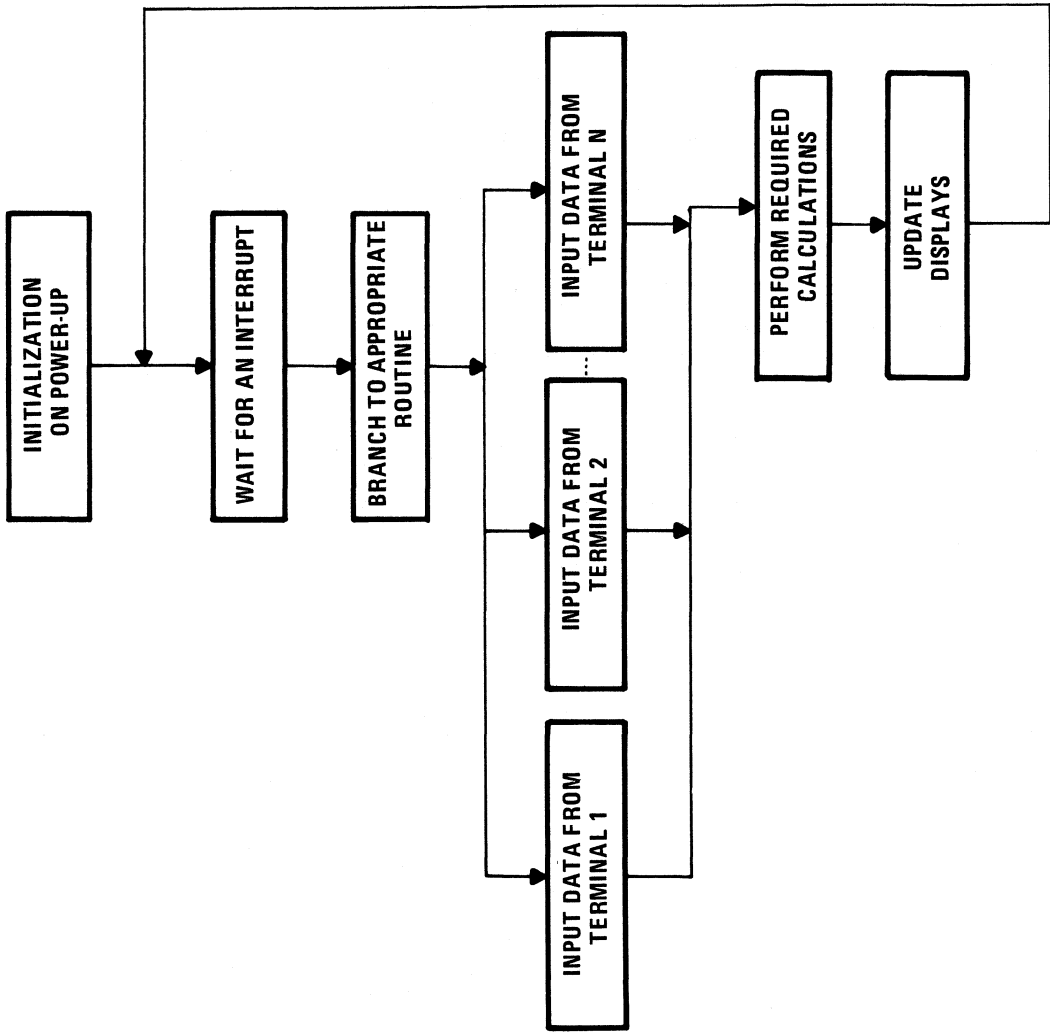 INITIALIZATION
ON POWER-UP
WAIT FOR AN INTERRUPT
BRANCH TO APPROPRIATE
ROUTINE
INPUT DATA FROM
TERMINAL 1
INPUT DATA FROM
TERMINAL 2
INPUT DATA FROM
TERMINAL N
PERFORM REQUIRED
CALCULATIONS
UPDATE
DISPLAYS